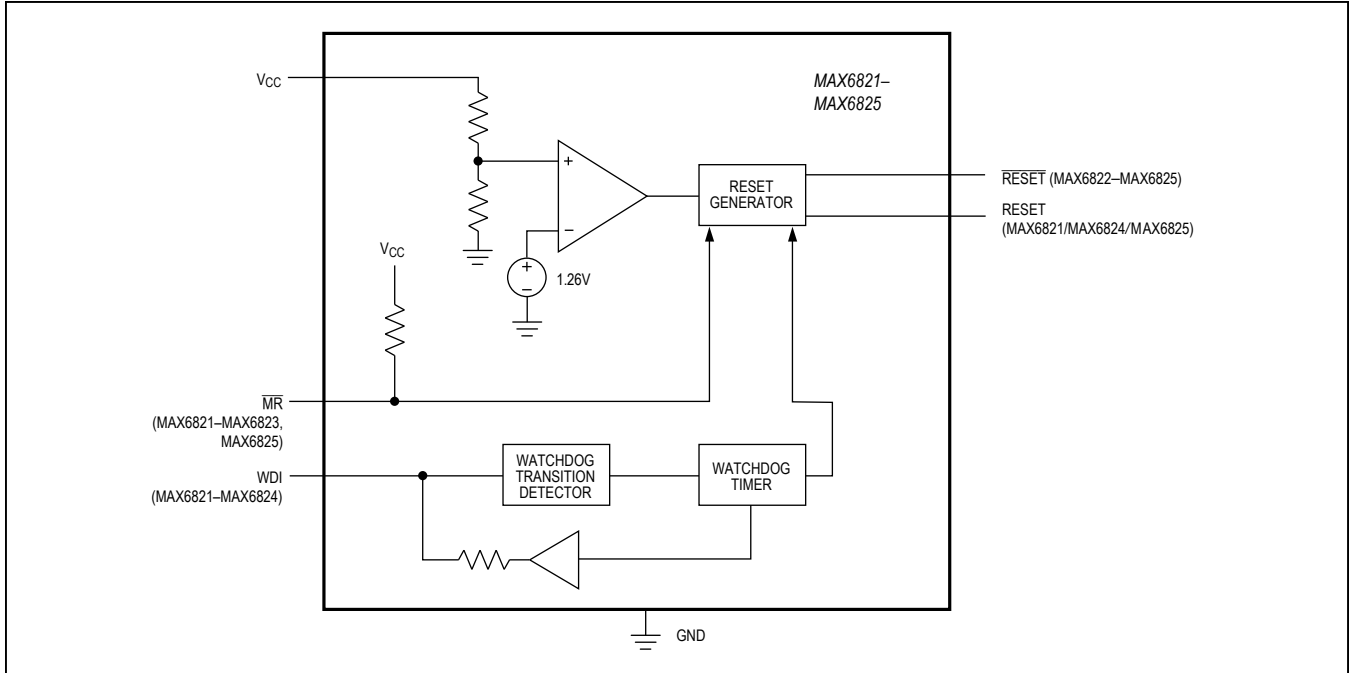 VCC
MAX6821–
MAX6825
+
−
1.26V
+
−
RESET
GENERATOR
RESET (MAX6822–MAX6825)
RESET
(MAX6821/MAX6824/MAX6825)
VCC
MR
(MAX6821–MAX6823,
MAX6825)
WDI
(MAX6821–MAX6824)
WATCHDOG
TRANSITION
DETECTOR
WATCHDOG
TIMER
GND